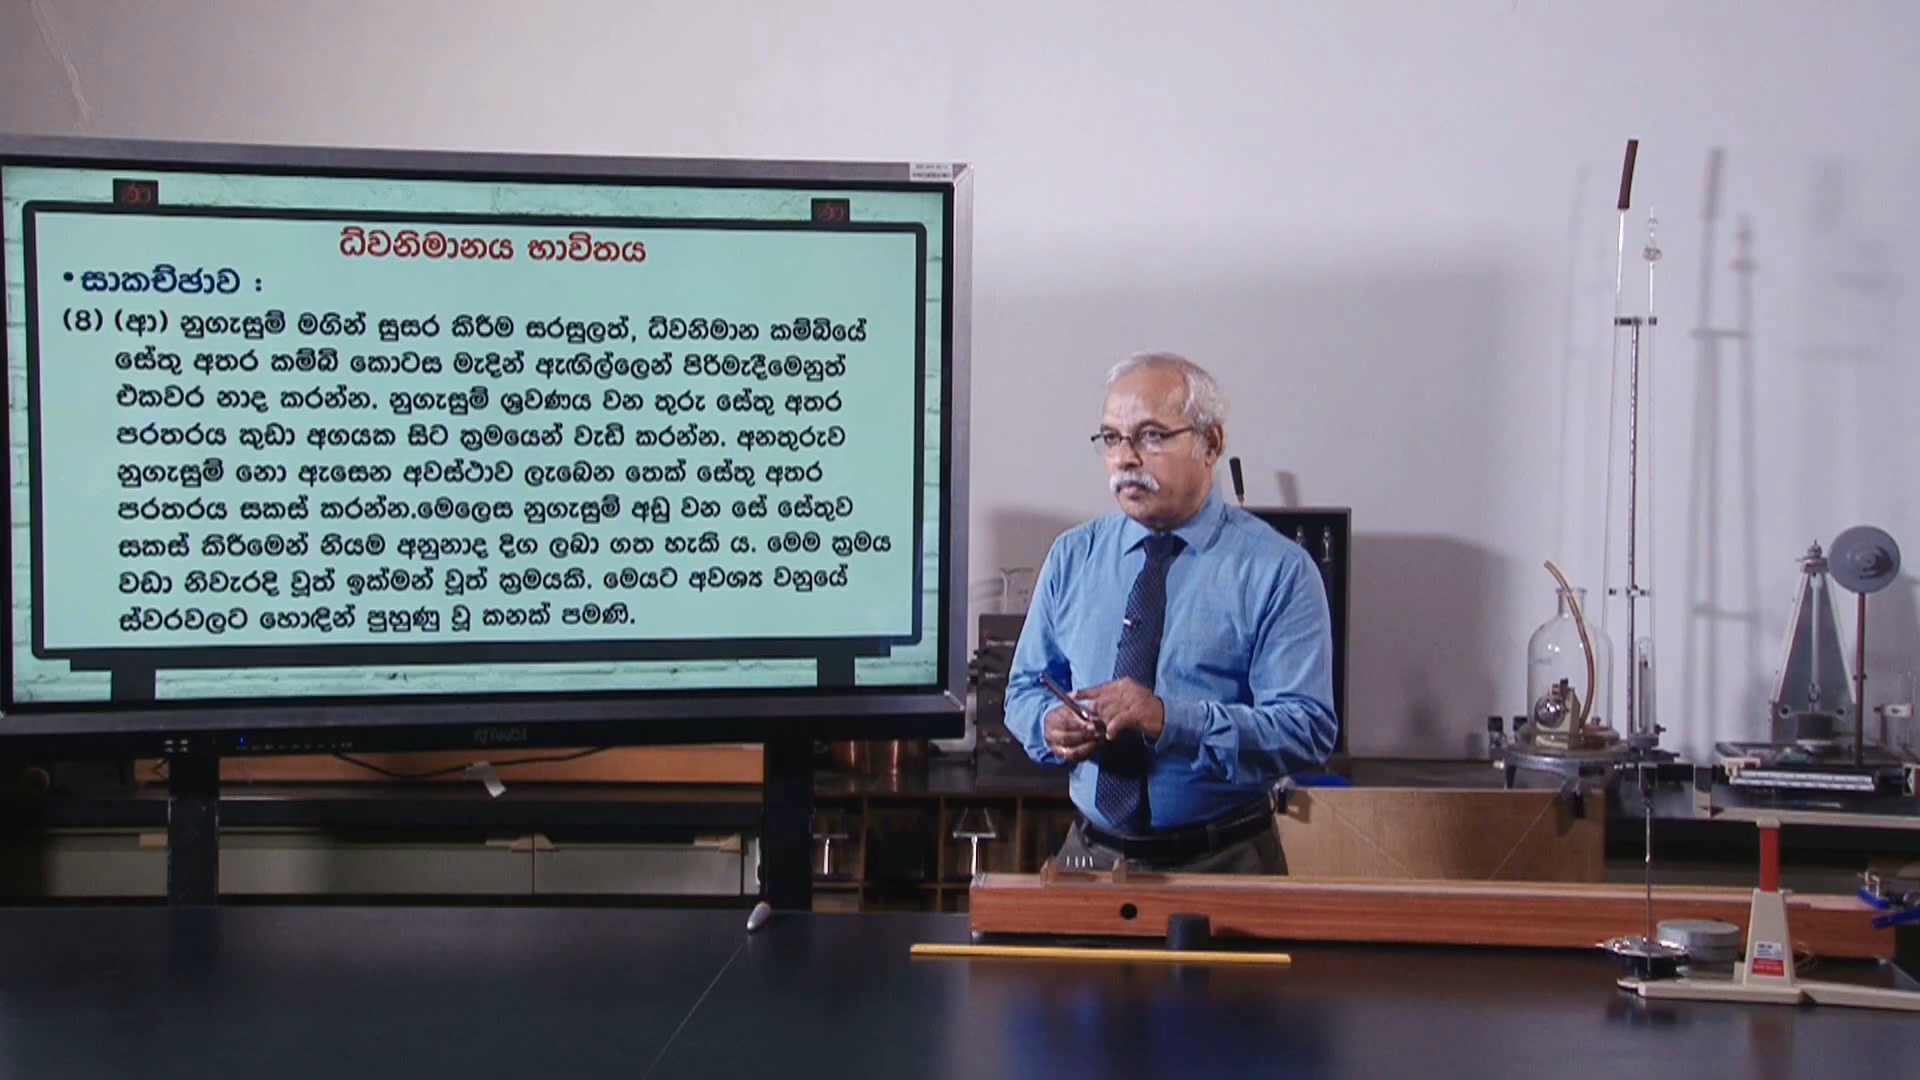 ධ්වනිමානය භාවිතය
• සාකච්ඡාව :
(8) (ආ) නුගැසුම් මගින් සුසර කිරීම සරසුලත්, ධ්වනිමාන කම්බියේ
සේතු අතර කම්බි කොටස මැදින් ඇඟිල්ලෙන් පිරිමැදීමෙනුත්
එකවර නාද කරන්න. නුගැසුම් ශ්‍රවණය වන තුරු සේතු අතර
පරතරය කුඩා අගයක සිට ක්‍රමයෙන් වැඩි කරන්න. අනතුරුව
නුගැසුම් නො ඇසෙන අවස්ථාව ලැබෙන තෙක් සේතු අතර
පරතරය සකස් කරන්න.මෙලෙස නුගැසුම් අඩු වන සේ සේතුව
සකස් කිරීමෙන් නියම අනුනාද දිග ලබා ගත හැකි ය. මෙම ක්‍රමය
වඩා නිවැරදි වූත් ඉක්මන් වූත් ක්‍රමයකි. මෙයට අවශ්‍ය වනුයේ
ස්වරවලට හොඳින් පුහුණු වූ කනක් පමණි.